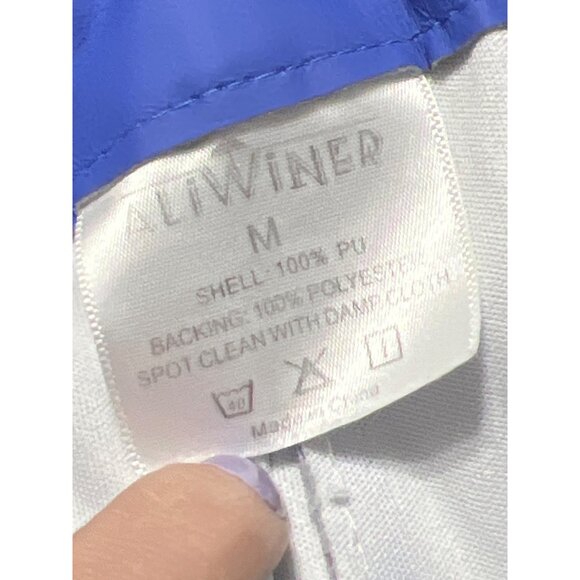 ALIWINER
M
SHELL: 100% PU
BACKING: 100% POLYESTER
SPOT CLEAN WITH DAMP CLOTH
40
Made in China